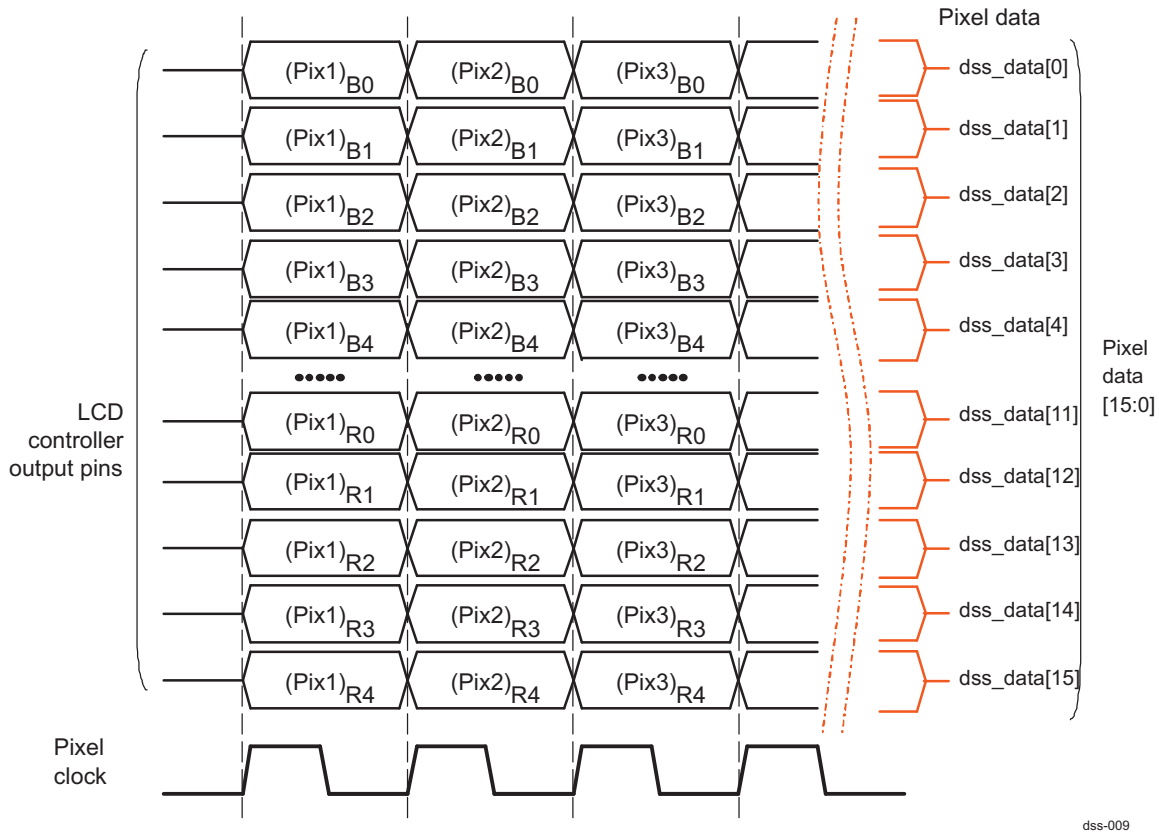 Pixel data
(Pix1)B0 (Pix2)B0 (Pix3)B0 dss_data[0]
(Pix1)B1 (Pix2)B1 (Pix3)B1 dss_data[1]
(Pix1)B2 (Pix2)B2 (Pix3)B2 dss_data[2]
(Pix1)B3 (Pix2)B3 (Pix3)B3 dss_data[3]
(Pix1)B4 (Pix2)B4 (Pix3)B4 dss_data[4]
Pixel
data
[15:0]
LCD
controller
output pins
(Pix1)R0 (Pix2)R0 (Pix3)R0 dss_data[11]
(Pix1)R1 (Pix2)R1 (Pix3)R1 dss_data[12]
(Pix1)R2 (Pix2)R2 (Pix3)R2 dss_data[13]
(Pix1)R3 (Pix2)R3 (Pix3)R3 dss_data[14]
(Pix1)R4 (Pix2)R4 (Pix3)R4 dss_data[15]
Pixel
clock
dss-009